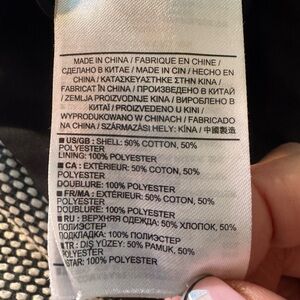 MADE IN CHINA / FABRIQUE EN CHINE /
СДЕЛАНО В КИТАЕ / MADE IN CIN / HECHO EN
CHINA / ΚΑΤΑΣΚΕΥΑΣΤΗΚΕ ΣΤΗΝ ΚΙΝΑ /
FABRICAT ÎN CHINA / ПРОИЗВЕДЕНО В КИТАЙ
/ ZEMLJA PROIZVODNJE KINA / ВИРОБЛЕНО В
КИТАЇ / PROIZVEDENO U KINI /
WYPRODUKOWANO W CHINACH / FABRICADO
NA CHINA / SZÁRMAZÁSI HELY: KÍNA / 中國製造
■ US/GB : SHELL: 50% COTTON, 50%
POLYESTER
LINING: 100% POLYESTER
■ CA : EXTÉRIEUR: 50% COTON, 50%
POLYESTER
DOUBLURE: 100% POLYESTER
■ FR/MA : EXTÉRIEUR: 50% COTON, 50%
POLYESTER
DOUBLURE: 100% POLYESTER
■ RU : ВЕРХНЯЯ ОДЕЖДА: 50% ХЛОПОК, 50%
ПОЛИЭСТЕР
ПОДКЛАДКА: 100% ПОЛИЭСТЕР
■ TR : DIŞ YÜZEY: 50% PAMUK, 50%
POLYESTER
ASTAR: 100% POLYESTER